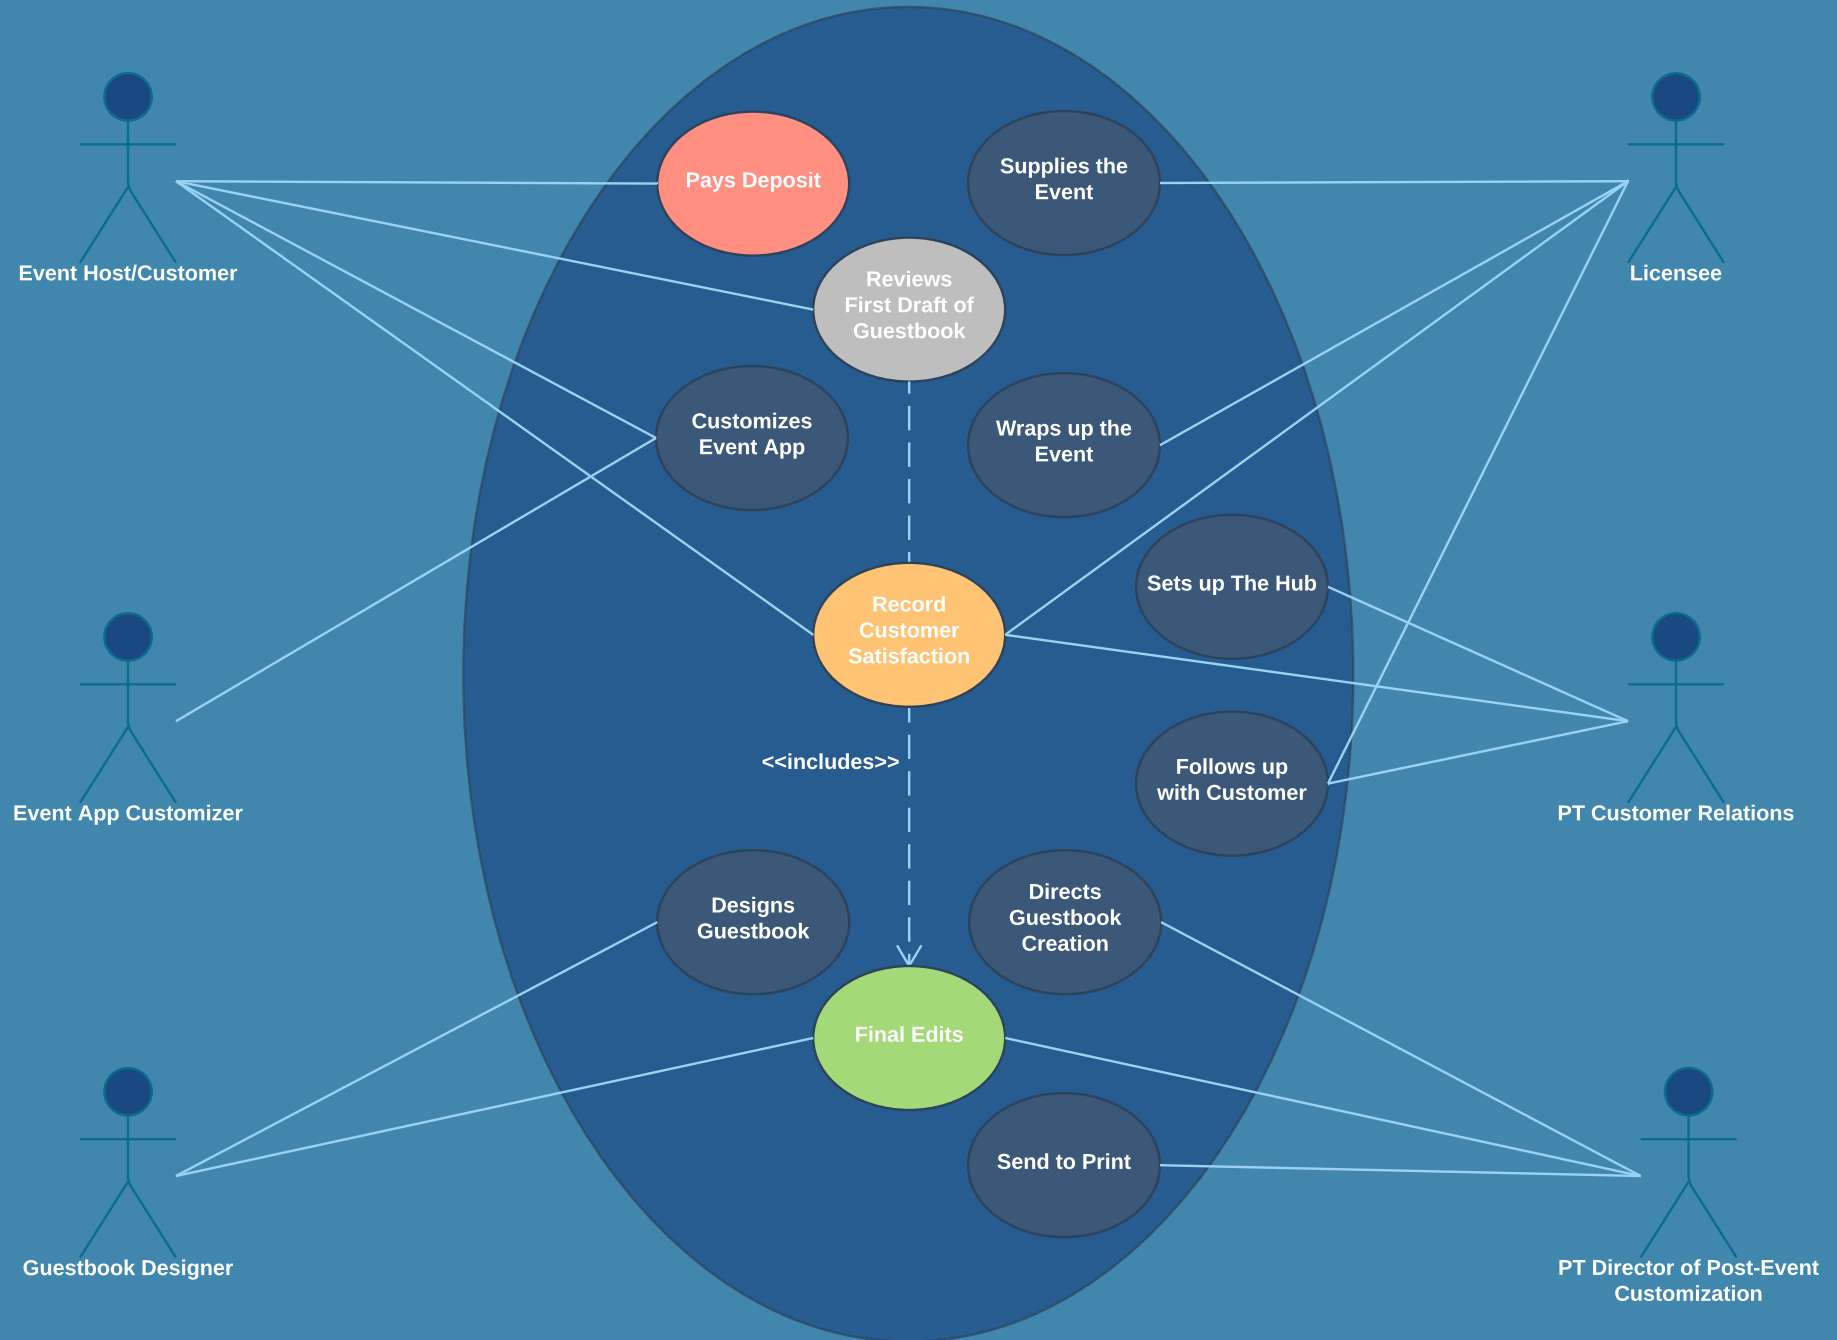 Pays Deposit
Supplies the
Event
Event Host/Customer
Licensee
Reviews
First Draft of
Guestbook
Customizes
Event App
Wraps up the
Event
Sets up The Hub
Record
Customer
Satisfaction
<<includes>>
Follows up
with Customer
Event App Customizer
PT Customer Relations
Designs
Guestbook
Directs
Guestbook
Creation
Final Edits
Send to Print
Guestbook Designer
PT Director of Post-Event
Customization